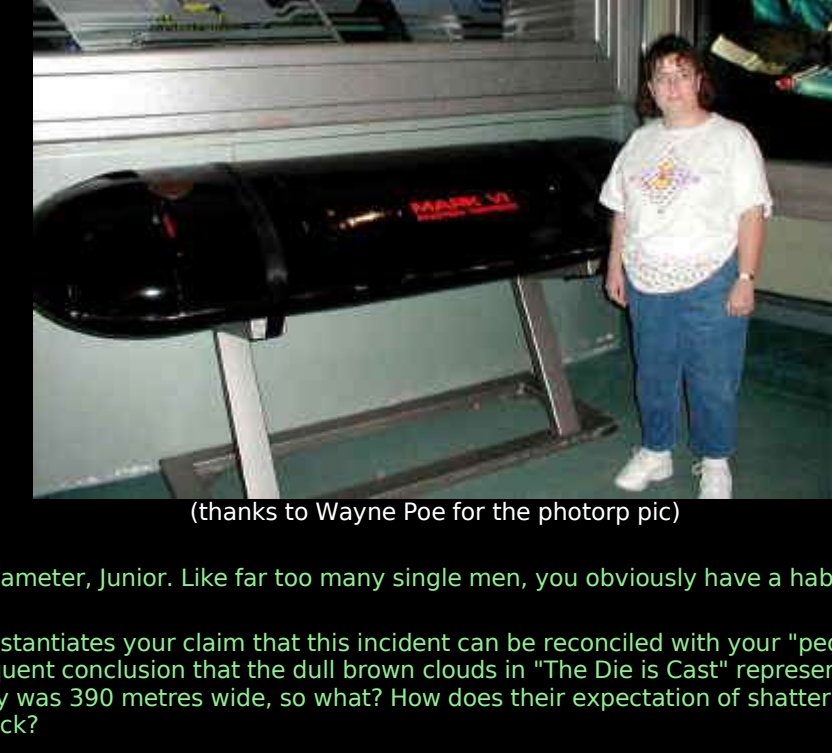 MARK VI
(thanks to Wayne Poe for the photorp pic)
ameter, Junior. Like far too many single men, you obviously have a hab
stantiates your claim that this incident can be reconciled with your "pec
quent conclusion that the dull brown clouds in "The Die is Cast" represer
y was 390 metres wide, so what? How does their expectation of shatter
ck?